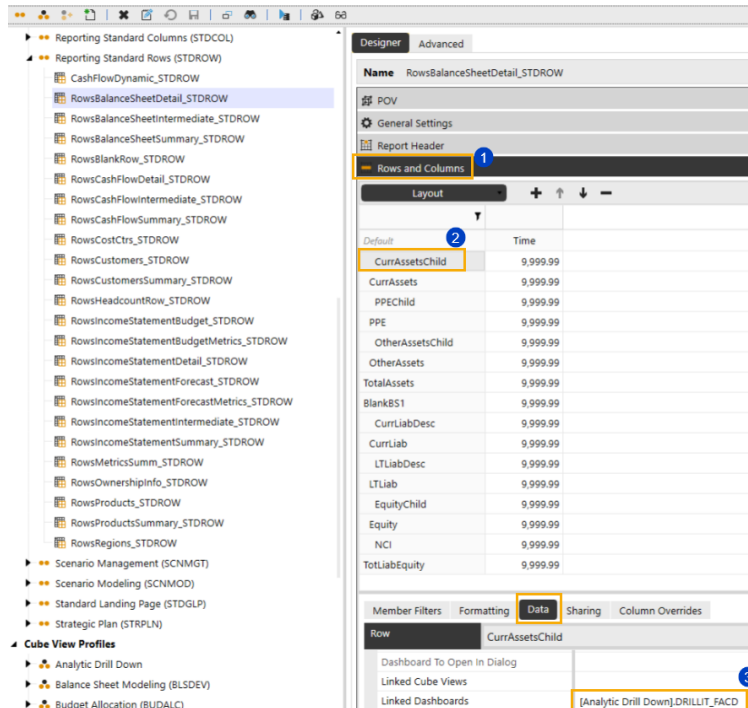 Reporting Standard Columns (STDCOL)
Reporting Standard Rows (STDROW)
CashFlowDynamic_STDROW
RowsBalanceSheetDetail_STDROW
RowsBalanceSheetIntermediate_STDROW
RowsBalanceSheetSummary_STDROW
RowsBlankRow_STDROW
RowsCashFlowDetail_STDROW
RowsCashFlowIntermediate_STDROW
RowsCashFlowSummary_STDROW
RowsCostCtrs_STDROW
RowsCustomers_STDROW
RowsCustomersSummary_STDROW
RowsHeadcountRow_STDROW
RowsIncomeStatementBudget_STDROW
RowsIncomeStatementBudgetMetrics_STDROW
RowsIncomeStatementDetail_STDROW
RowsIncomeStatementForecast_STDROW
RowsIncomeStatementForecastMetrics_STDROW
RowsIncomeStatementIntermediate_STDROW
RowsIncomeStatementSummary_STDROW
RowsMetricsSumm_STDROW
RowsOwnershipInfo_STDROW
RowsProducts_STDROW
RowsProductsSummary_STDROW
RowsRegions_STDROW
Scenario Management (SCNMGT)
Scenario Modeling (SCNMOD)
Standard Landing Page (STDGLP)
Strategic Plan (STRPLN)
Cube View Profiles
Analytic Drill Down
Balance Sheet Modeling (BLSDEV)
Budget Allocation (BUDALC)
Designer Advanced
Name RowsBalanceSheetDetail_STDROW
POV
General Settings
Report Header
1
Rows and Columns
Layout
2
Default Time
CurrAssetsChild 9,999.99
CurrAssets 9,999.99
PPEChild 9,999.99
PPE 9,999.99
OtherAssetsChild 9,999.99
OtherAssets 9,999.99
TotalAssets 9,999.99
BlankBS1 9,999.99
CurrLiabDesc 9,999.99
CurrLiab 9,999.99
LTLiabDesc 9,999.99
LTLiab 9,999.99
EquityChild 9,999.99
Equity 9,999.99
NCI 9,999.99
TotLiabEquity 9,999.99
Member Filters Formatting Data Sharing Column Overrides
Row CurrAssetsChild
Dashboard To Open In Dialog
3
Linked Cube Views
Linked Dashboards [Analytic Drill Down].DRILLIT_FACD